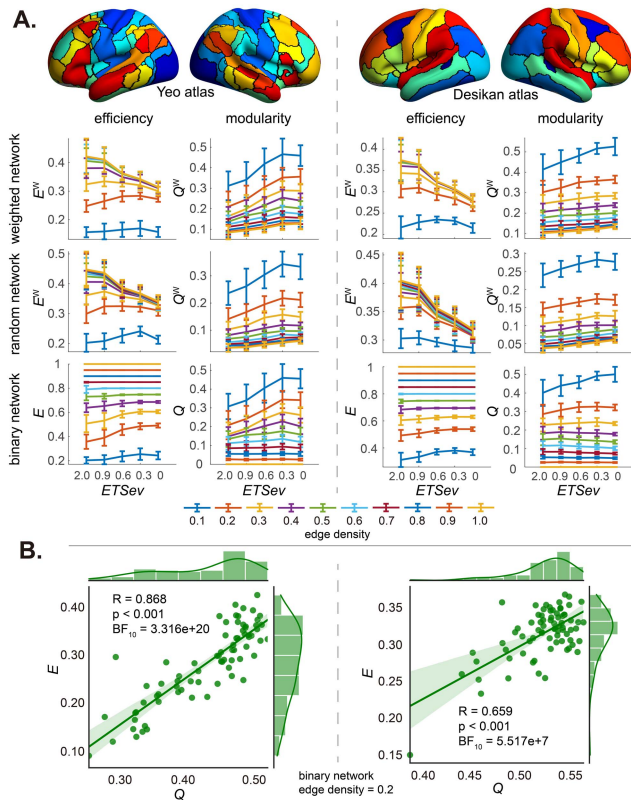 A.
Yeo atlas
Desikan atlas
efficiency
modularity
efficiency
modularity
weighted network
E^W
0.4
0.3
0.2
Q^W
0.5
0.4
0.3
0.2
0.1
E^W
0.4
0.35
0.3
0.25
0.2
Q^W
0.5
0.4
0.3
0.2
0.1
random network
E^W
0.5
0.4
0.3
0.2
Q^W
0.3
0.2
0.1
0
E^W
0.45
0.4
0.35
0.3
Q^W
0.3
0.25
0.2
0.15
0.1
0.05
binary network
E
1
0.8
0.6
0.4
0.2
Q
0.5
0.4
0.3
0.2
0.1
0
E
1
0.8
0.6
0.4
Q
0.5
0.4
0.3
0.2
0.1
0
2.0 0.9 0.6 0.3 0
2.0 0.9 0.6 0.3 0
2.0 0.9 0.6 0.3 0
2.0 0.9 0.6 0.3 0
ETSev
ETSev
ETSev
ETSev
0.1 0.2 0.3 0.4 0.5 0.6 0.7 0.8 0.9 1.0
edge density
B.
R = 0.868
p < 0.001
BF10 = 3.316e+20
E
0.40
0.30
0.20
0.10
0.30 0.40 0.50
Q
R = 0.659
p < 0.001
BF10 = 5.517e+7
E
0.35
0.30
0.25
0.20
0.15
0.40 0.45 0.50 0.55
Q
binary network
edge density = 0.2